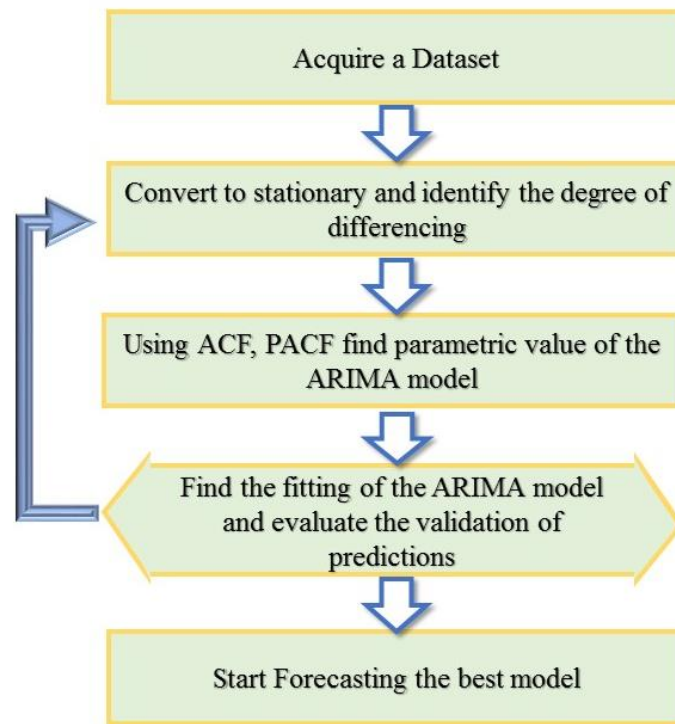 Acquire a Dataset
Convert to stationary and identify the degree of
differencing
Using ACF, PACF find parametric value of the
ARIMA model
Find the fitting of the ARIMA model
and evaluate the validation of
predictions
Start Forecasting the best model